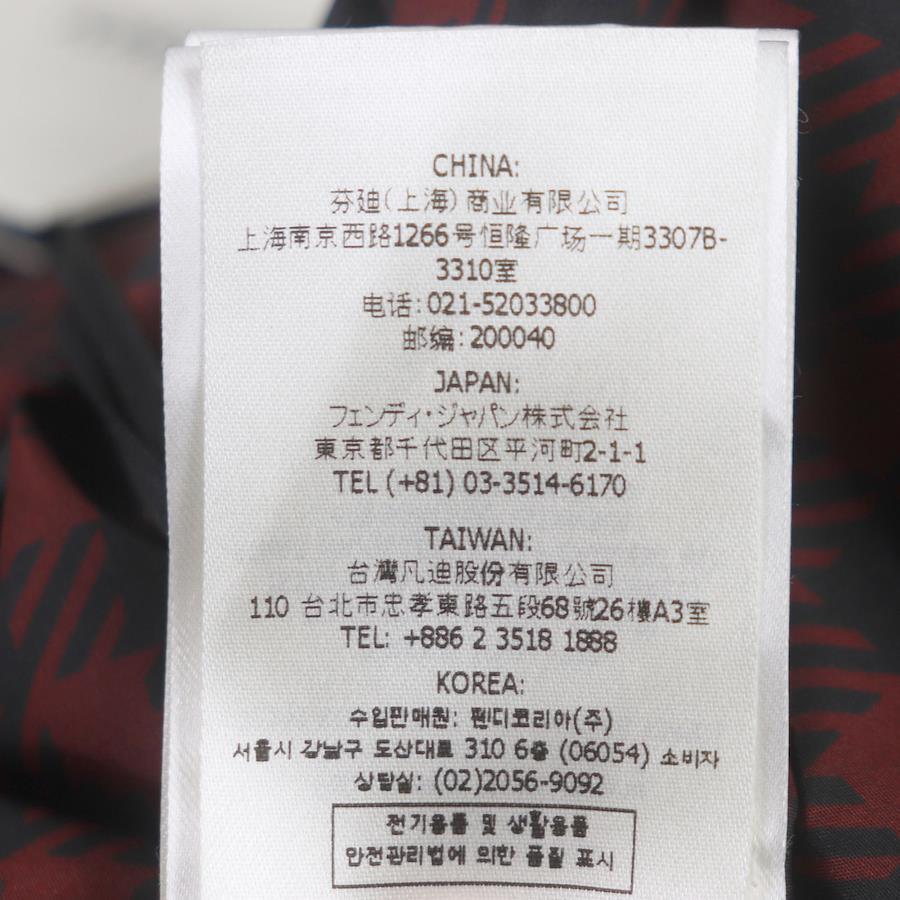 CHINA:
芬迪(上海)商业有限公司
上海南京西路1266号恒隆广场一期3307B-
3310室
电话:021-52033800
邮编:200040
JAPAN:
フェンディ・ジャパン株式会社
東京都千代田区平河町2-1-1
TEL (+81) 03-3514-6170
TAIWAN:
台灣凡迪股份有限公司
110 台北市忠孝東路五段68號26樓A3室
TEL: +886 2 3518 1888
KOREA:
수입판매원: 펜디코리아(주)
서울시 강남구 도산대로 310 6층 (06054) 소비자
상담실: (02)2056-9092
전기용품 및 생활용품
안전관리법에 의한 품질 표시